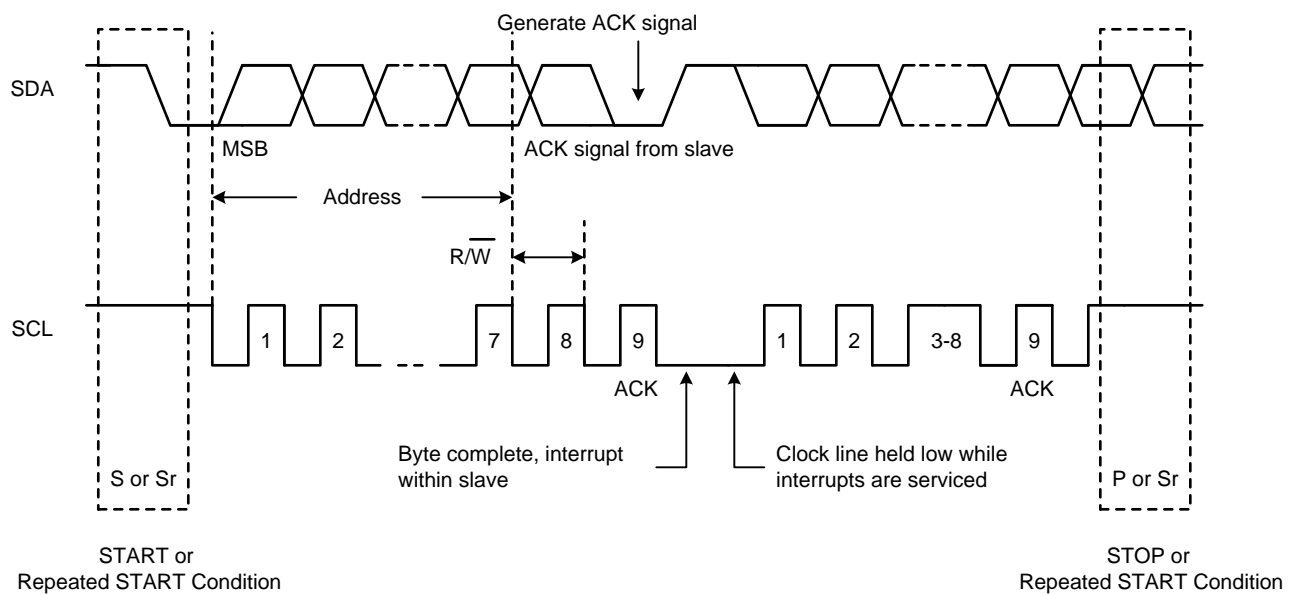 Generate ACK signal
SDA
MSB
ACK signal from slave
Address
R/W
SCL
1
2
7
8
9
1
2
3-8
9
ACK
ACK
Byte complete, interrupt
within slave
Clock line held low while
interrupts are serviced
S or Sr
P or Sr
START or
Repeated START Condition
STOP or
Repeated START Condition